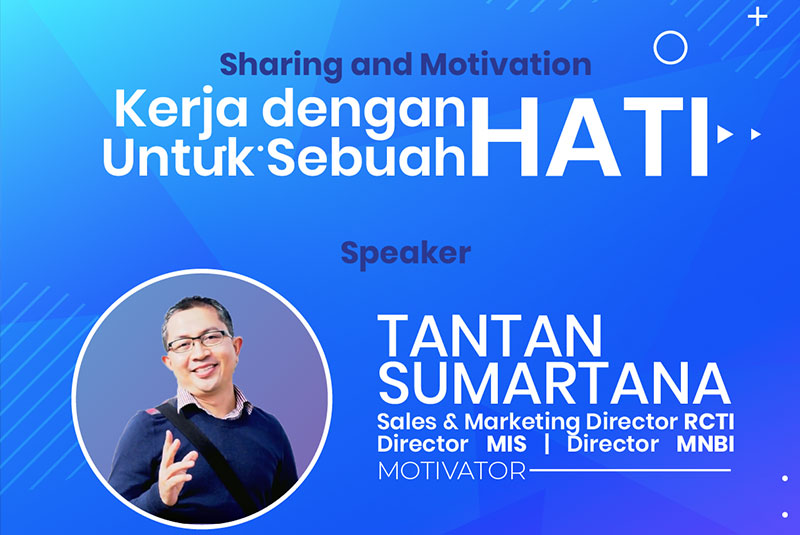 Sharing and Motivation
Kerja dengan
Untuk Sebuah HATI
Speaker
TANTAN
SUMARTANA
Sales & Marketing Director RCTI
Director MIS | Director MNBI
MOTIVATOR